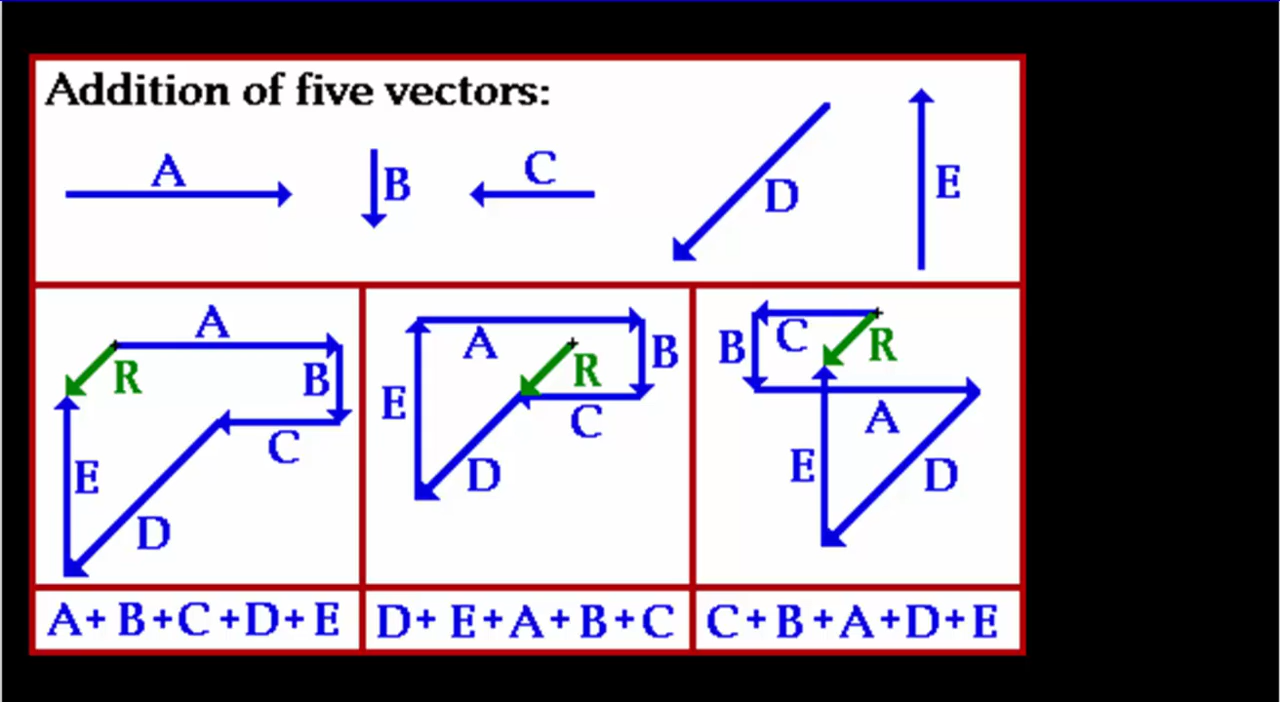 Addition of five vectors:
A
B
C
D
E
A
R
B
C
E
D
A
B
R
E
C
D
C
B
R
A
E
D
A+ B+C+D+ E
D+ E+A+B+C
C+B+A+D+E